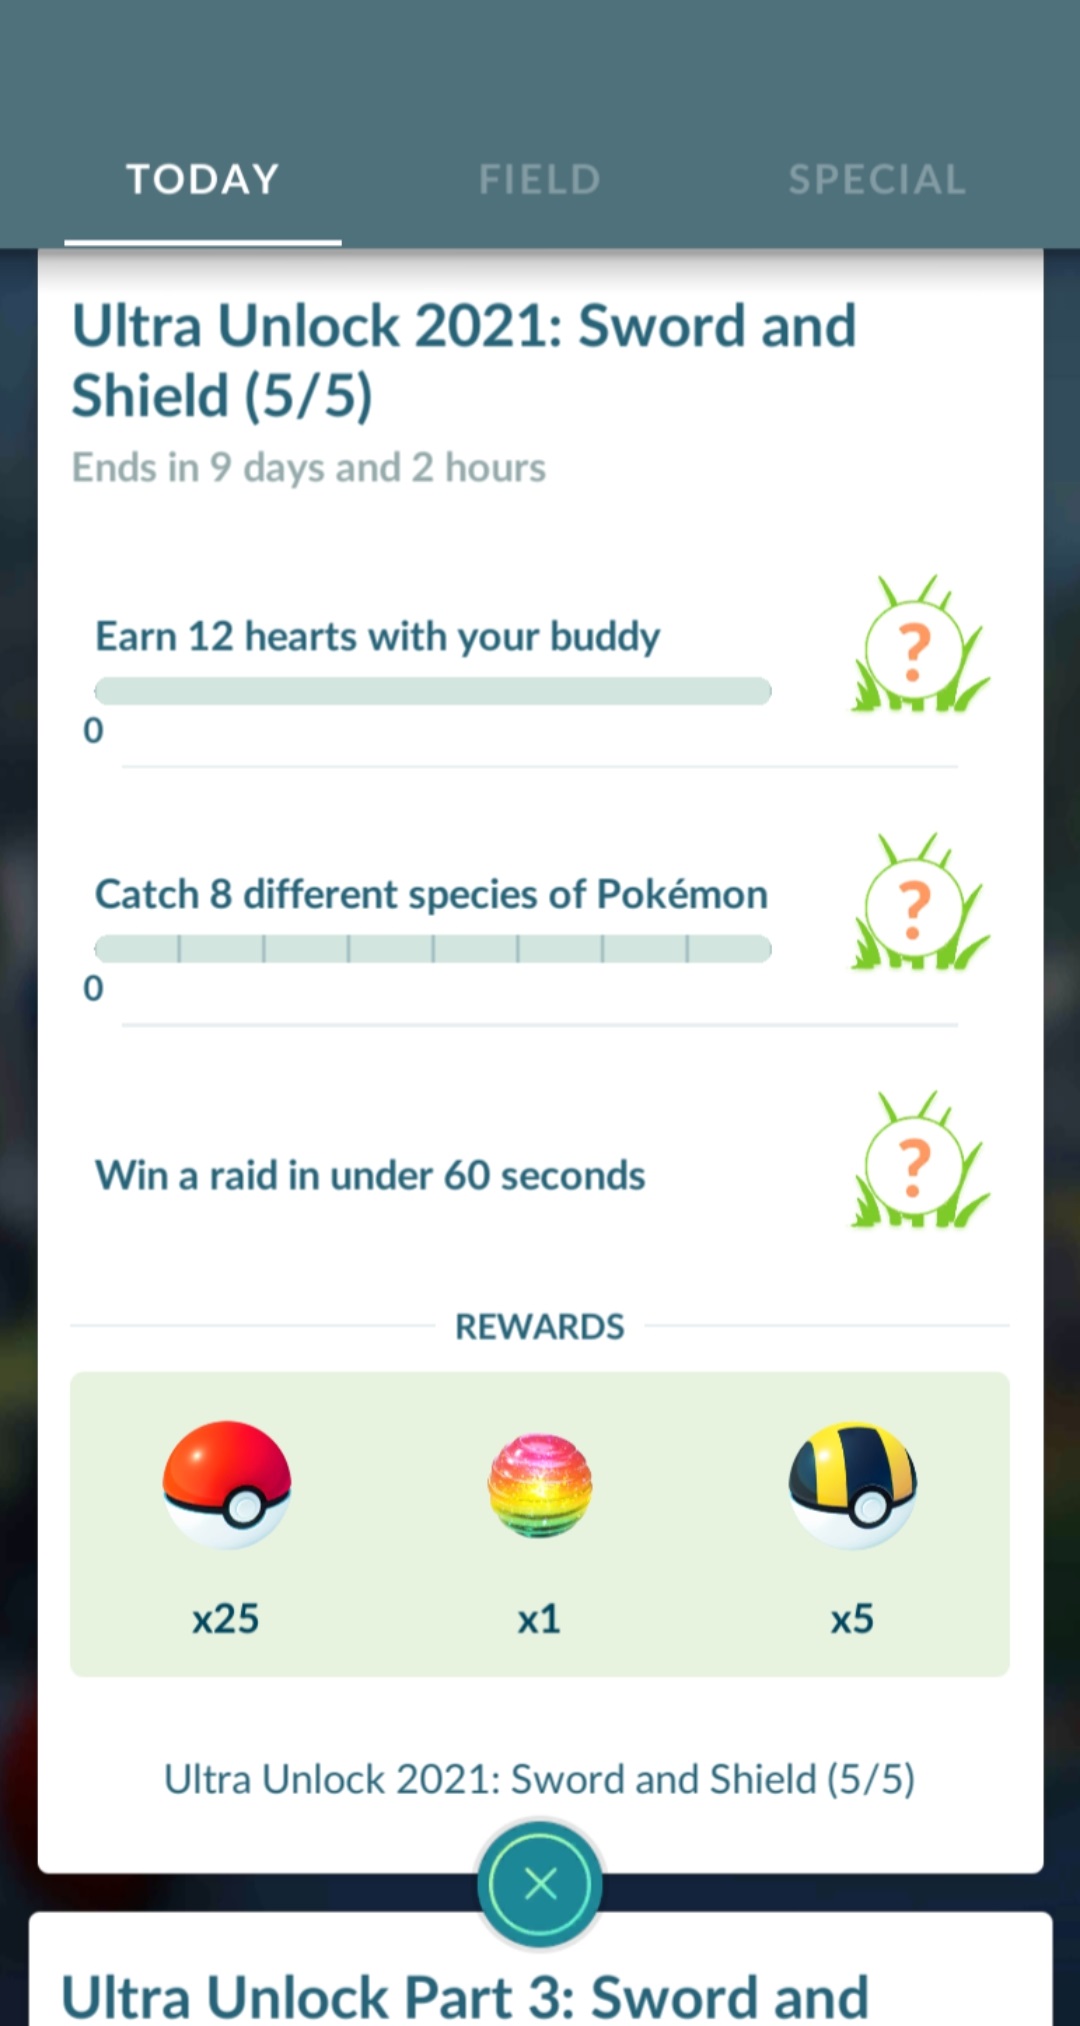 TODAY
FIELD
SPECIAL
Ultra Unlock 2021: Sword and
Shield (5/5)
Ends in 9 days and 2 hours
Earn 12 hearts with your buddy
?
0
Catch 8 different species of Pokémon
?
0
Win a raid in under 60 seconds
?
REWARDS
x25
x1
x5
Ultra Unlock 2021: Sword and Shield (5/5)
Ultra Unlock Part 3: Sword and